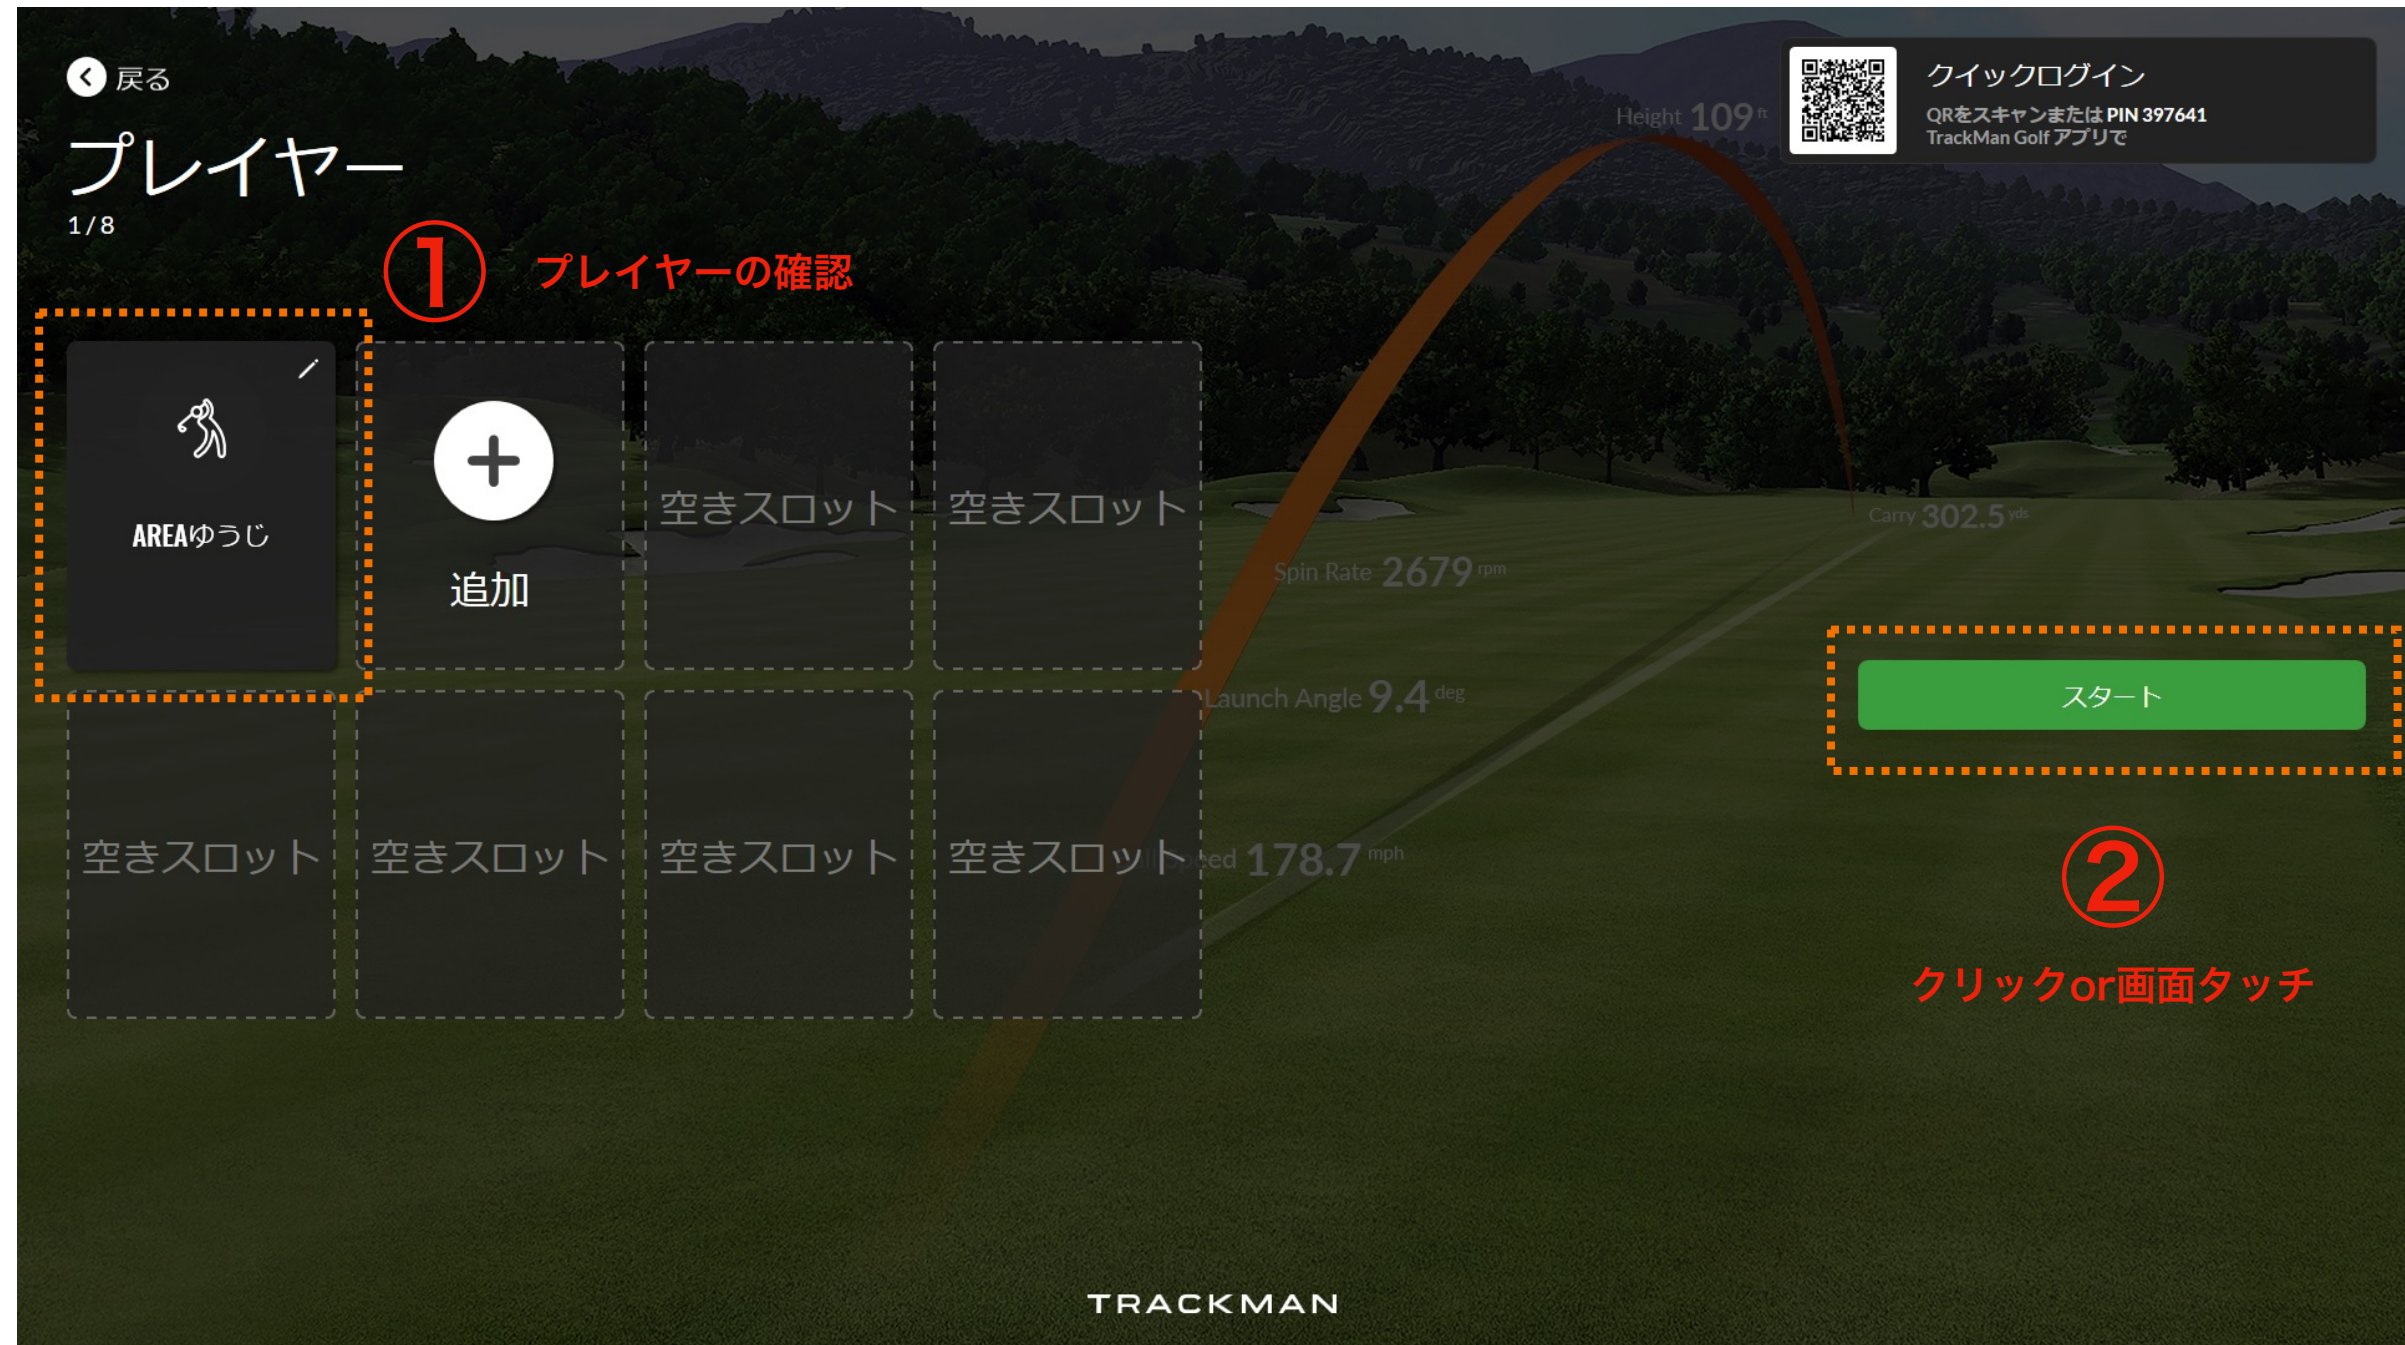 戻る
プレイヤー
1/8
クイックログイン
QRをスキャンまたは PIN 397641
TrackMan Golf アプリで
Height 109 ft
① プレイヤーの確認
AREAゆうじ
追加
空きスロット
空きスロット
Carry 302.5 yds
Spin Rate 2679 rpm
Launch Angle 9.4 deg
スタート
空きスロット
空きスロット
空きスロット
空きスロット
Speed 178.7 mph
②
クリックor画面タッチ
TRACKMAN